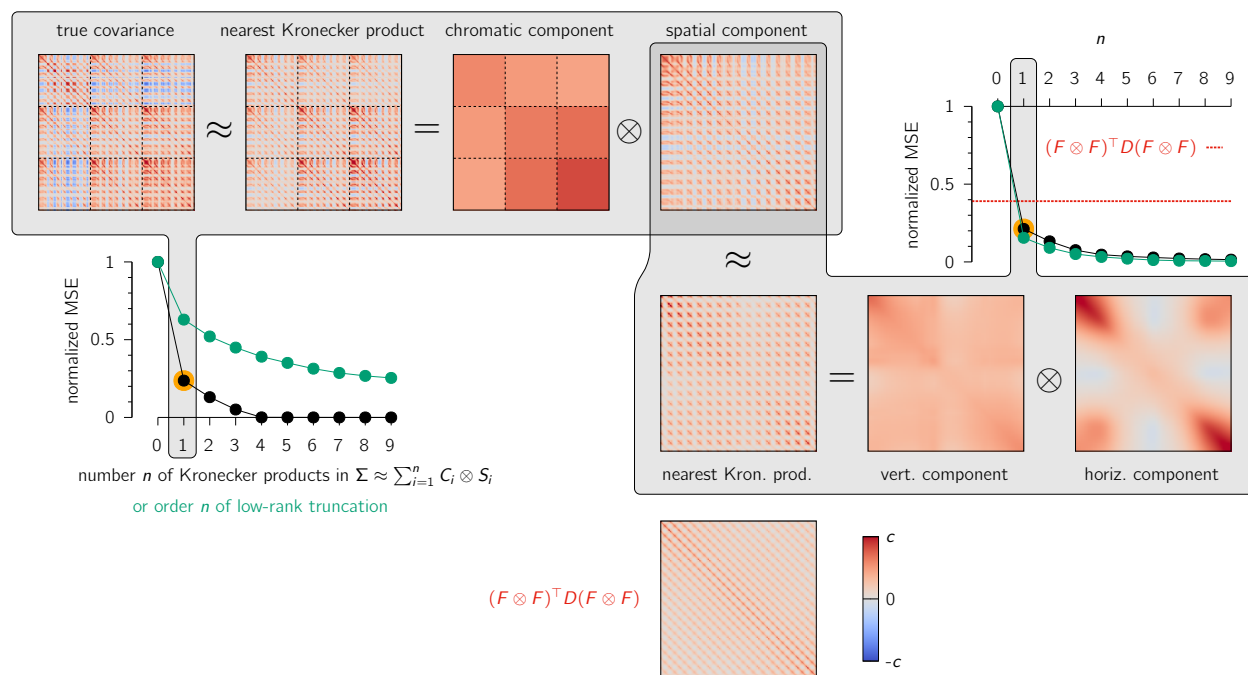 true covariance
nearest Kronecker product
chromatic component
spatial component
≈
=
⊗
n
0 1 2 3 4 5 6 7 8 9
1
0.5
0
normalized MSE
(F ⊗ F)⊤D(F ⊗ F)
≈
1
0.5
0
normalized MSE
0 1 2 3 4 5 6 7 8 9
number n of Kronecker products in Σ ≈ ∑ⁿᵢ₌₁ Cᵢ ⊗ Sᵢ
or order n of low-rank truncation
=
⊗
nearest Kron. prod.
vert. component
horiz. component
(F ⊗ F)⊤D(F ⊗ F)
c
0
-c